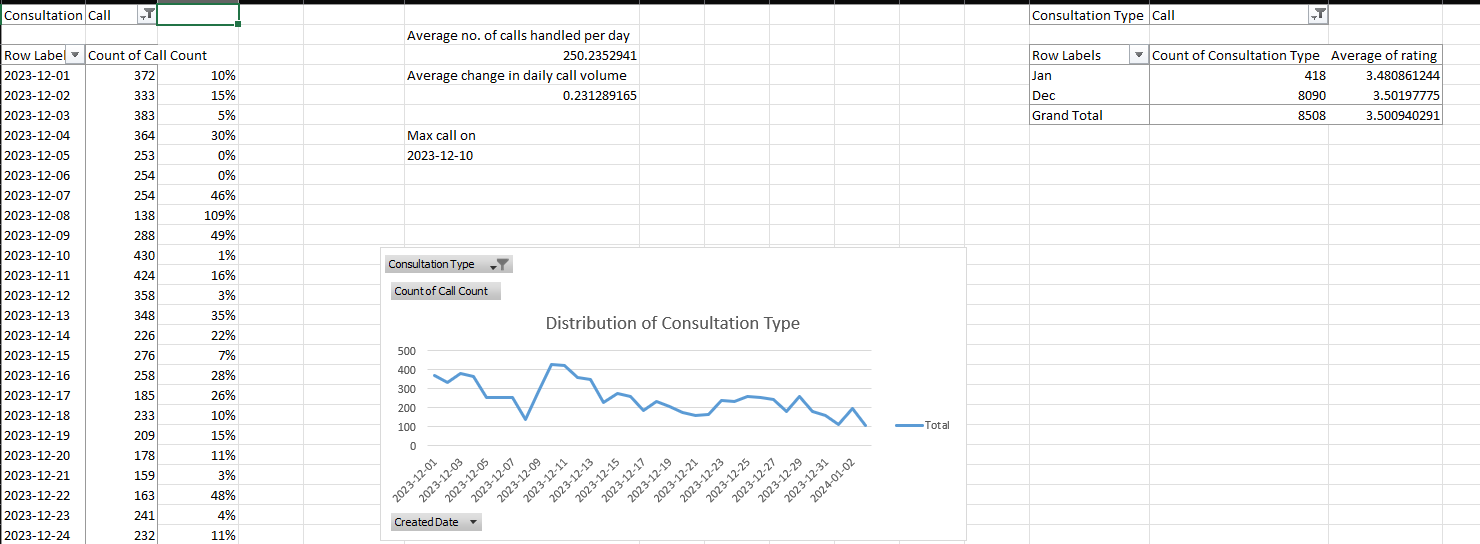 Consultation Call
Consultation Type Call
Average no. of calls handled per day
Row Label Count of Call Count
250.2352941
Row Labels Count of Consultation Type Average of rating
2023-12-01 372 10%
Average change in daily call volume
Jan 418 3.480861244
2023-12-02 333 15%
0.231289165
Dec 8090 3.50197775
2023-12-03 383 5%
Grand Total 8508 3.500940291
2023-12-04 364 30%
Max call on
2023-12-05 253 0%
2023-12-10
2023-12-06 254 0%
2023-12-07 254 46%
2023-12-08 138 109%
2023-12-09 288 49%
2023-12-10 430 1%
2023-12-11 424 16%
2023-12-12 358 3%
2023-12-13 348 35%
2023-12-14 226 22%
2023-12-15 276 7%
2023-12-16 258 28%
2023-12-17 185 26%
2023-12-18 233 10%
2023-12-19 209 15%
2023-12-20 178 11%
2023-12-21 159 3%
2023-12-22 163 48%
2023-12-23 241 4%
2023-12-24 232 11%
Consultation Type
Count of Call Count
Distribution of Consultation Type
500
400
300
200
100
0
Total
2023-12-01
2023-12-03
2023-12-05
2023-12-07
2023-12-09
2023-12-11
2023-12-13
2023-12-15
2023-12-17
2023-12-19
2023-12-21
2023-12-23
2023-12-25
2023-12-27
2023-12-29
2023-12-31
2024-01-02
Created Date